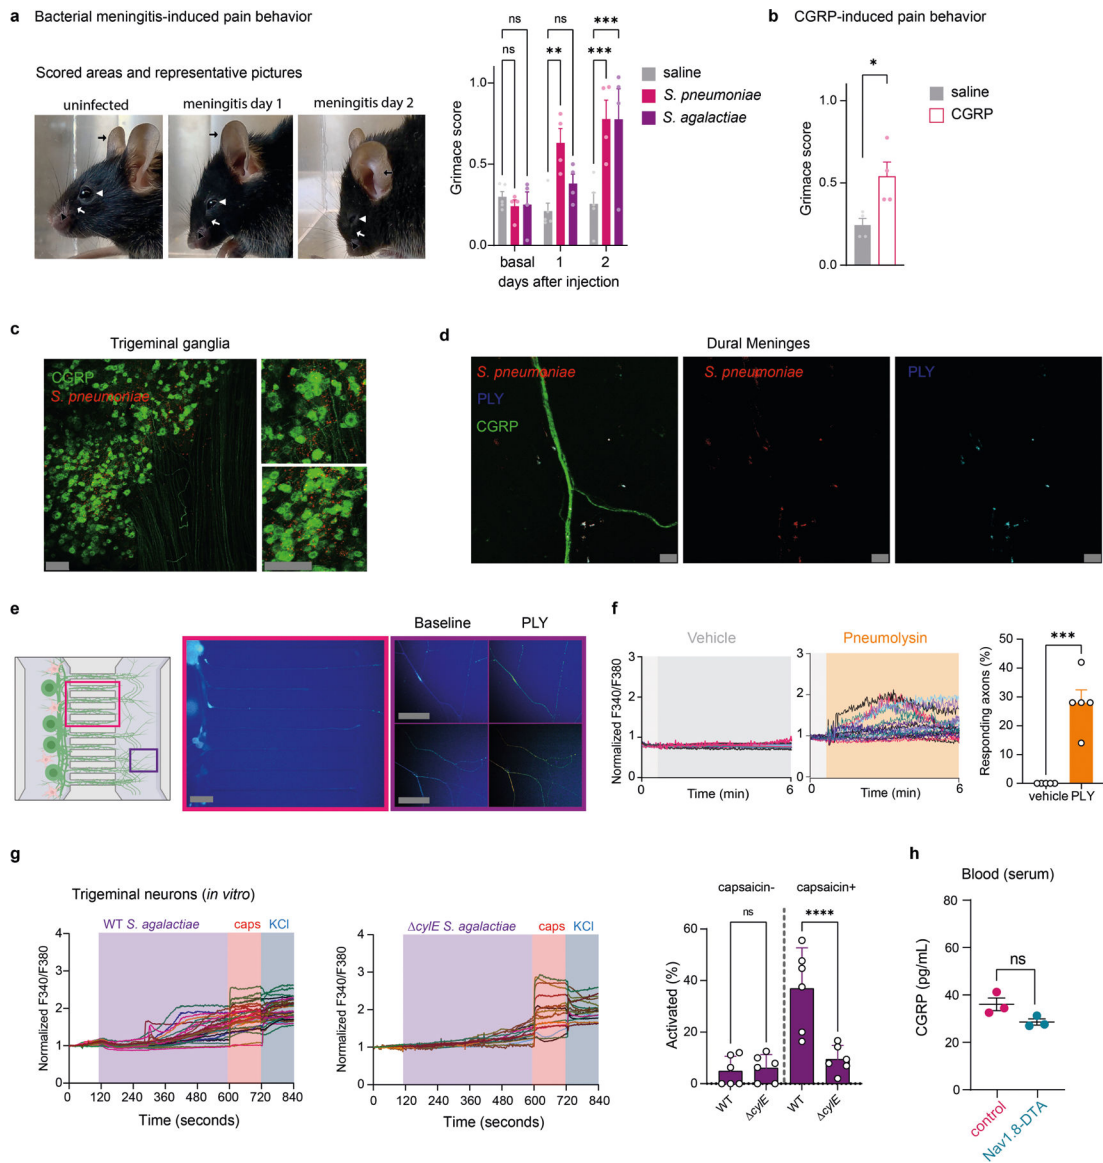 a Bacterial meningitis-induced pain behavior
Scored areas and representative pictures
uninfected
meningitis day 1
meningitis day 2
ns
ns
***
ns
**
***
1.0
0.5
0.0
Grimace score
saline
S. pneumoniae
S. agalactiae
basal 1 2
days after injection
b CGRP-induced pain behavior
*
1.0
0.5
0.0
Grimace score
saline
CGRP
c
Trigeminal ganglia
CGRP
S. pneumoniae
d
Dural Meninges
S. pneumoniae
PLY
CGRP
S. pneumoniae
PLY
e
Baseline PLY
f
Vehicle
3
2
1
0
Normalized F340/F380
0 6
Time (min)
Pneumolysin
3
2
1
0
0 6
Time (min)
***
50
40
30
20
10
0
Responding axons (%)
vehicle PLY
g
Trigeminal neurons (in vitro)
WT S. agalactiae caps KCl
4
3
2
1
0
Normalized F340/F380
0 120 240 360 480 600 720 840
Time (seconds)
ΔcylE S. agalactiae caps KCl
4
3
2
1
0
Normalized F340/F380
0 120 240 360 480 600 720 840
Time (seconds)
capsaicin- capsaicin+
ns
****
60
40
20
0
Activated (%)
WT ΔcylE WT ΔcylE
h
Blood (serum)
80
60
40
20
0
CGRP (pg/mL)
ns
control
Nav1.8-DTA